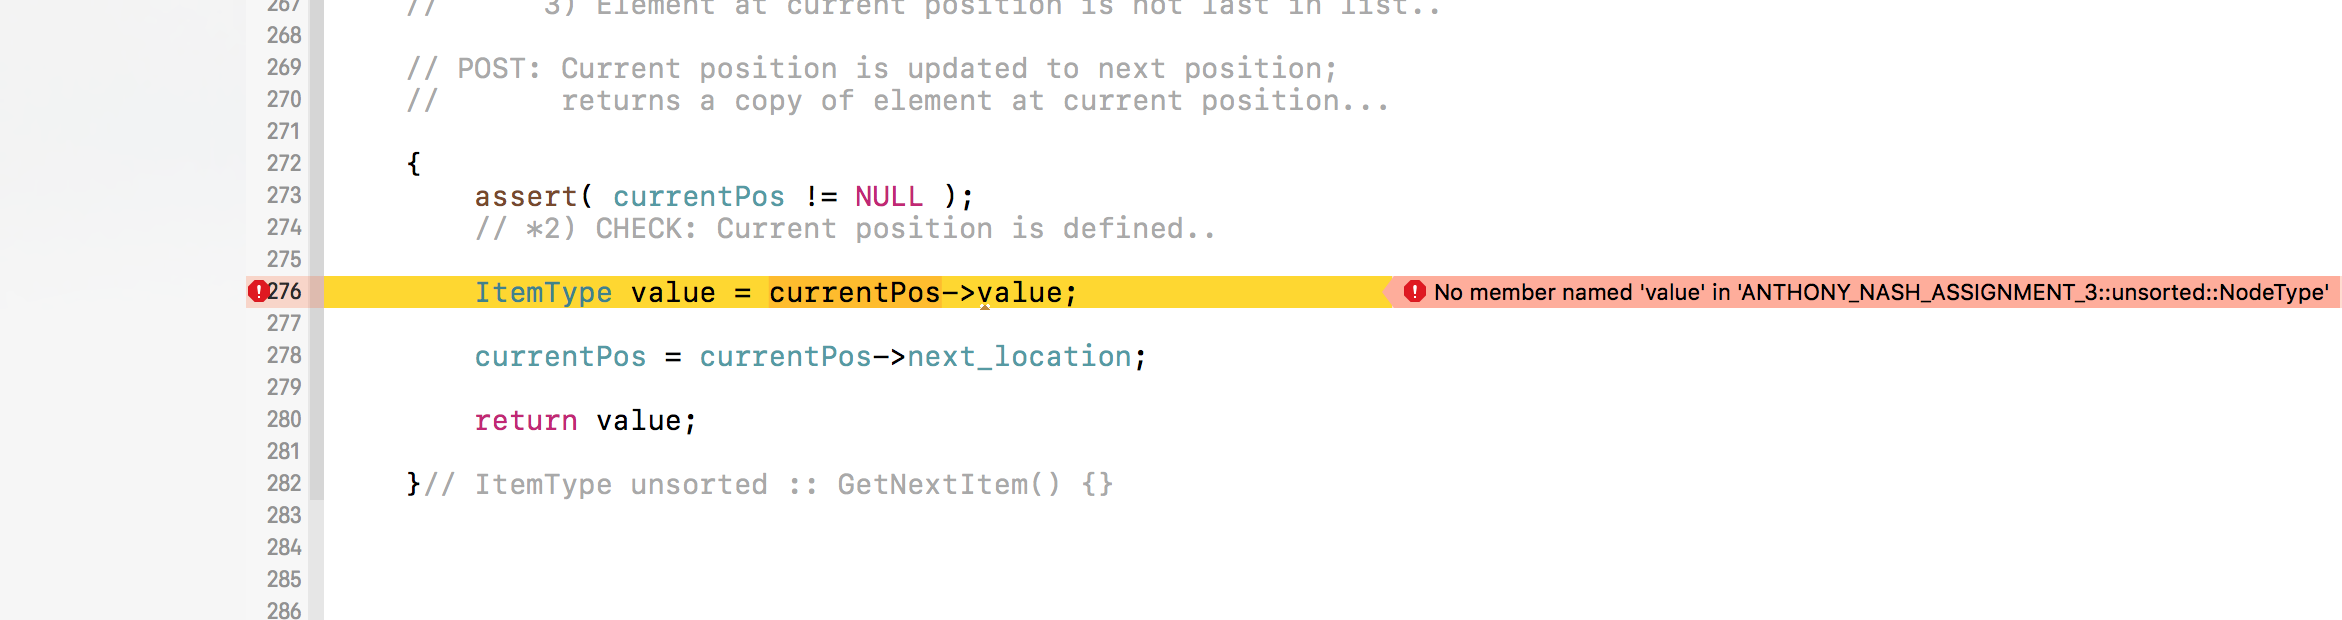 267 // 3) Element at current position is not last in list..
268
269 // POST: Current position is updated to next position;
270 // returns a copy of element at current position...
271
272 {
273 assert( currentPos != NULL );
274 // *2) CHECK: Current position is defined..
275
276 ItemType value = currentPos->value; No member named 'value' in 'ANTHONY_NASH_ASSIGNMENT_3::unsorted::NodeType'
277
278 currentPos = currentPos->next_location;
279
280 return value;
281
282 }// ItemType unsorted :: GetNextItem() {}
283
284
285
286